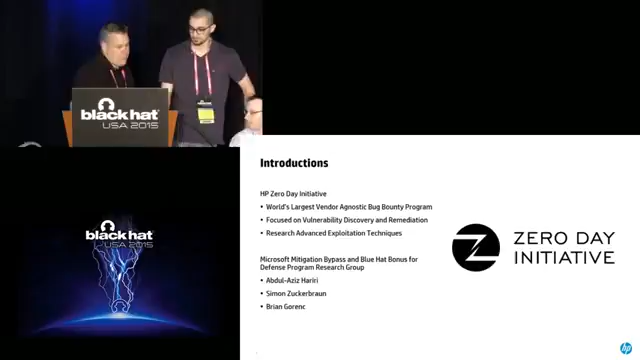 black hat
USA 2015
black hat
USA 2015
Introductions
HP Zero Day Initiative
• World's Largest Vendor Agnostic Bug Bounty Program
• Focused on Vulnerability Discovery and Remediation
• Research Advanced Exploitation Techniques
Microsoft Mitigation Bypass and Blue Hat Bonus for
Defense Program Research Group
• Abdul-Aziz Hariri
• Simon Zuckerbraun
• Brian Gorenc
ZERO DAY
INITIATIVE
hp